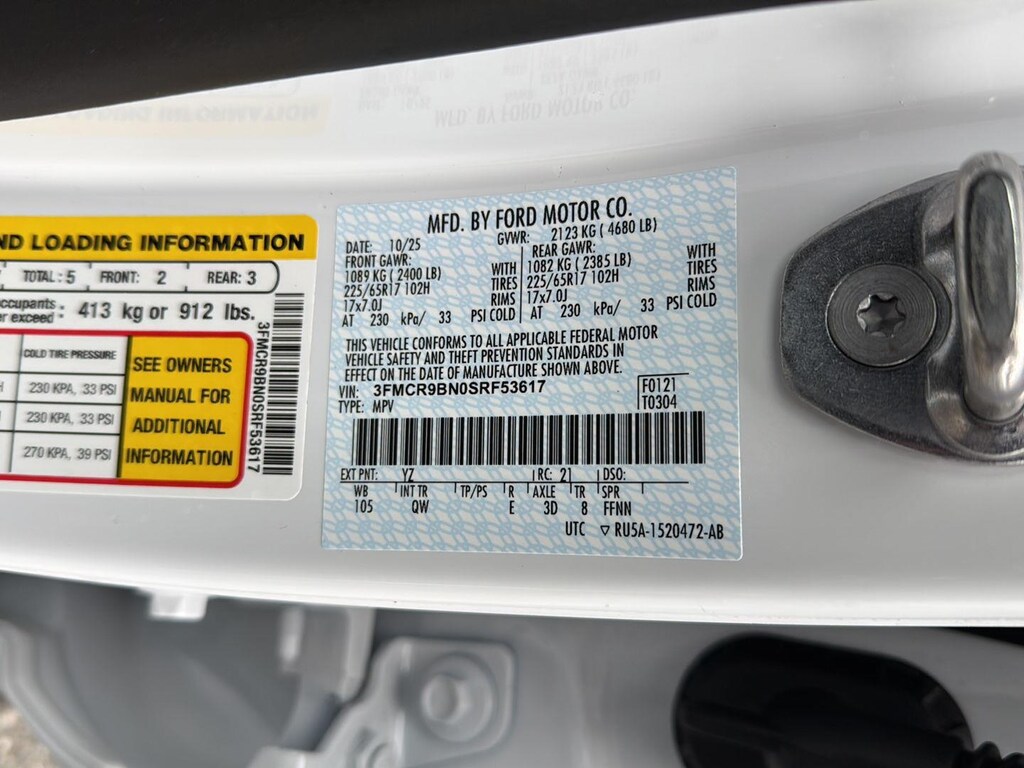 ND LOADING INFORMATION
TOTAL: 5 FRONT: 2 REAR: 3
ccupants: 413 kg or 912 lbs.
er exceed:
COLD TIRE PRESSURE
230 KPA, 33 PSI
230 KPA, 33 PSI
270 KPA, 39 PSI
SEE OWNERS
MANUAL FOR
ADDITIONAL
INFORMATION
3FMCR9BN0SRF53617
MFD. BY FORD MOTOR CO.
DATE: 10/25 GVWR: 2123 KG ( 4680 LB)
FRONT GAWR: REAR GAWR:
1089 KG ( 2400 LB) WITH 1082 KG ( 2385 LB) WITH
225/65R17 102H TIRES 225/65R17 102H TIRES
17x7.0J RIMS 17x7.0J RIMS
AT 230 kPa/ 33 PSI COLD AT 230 kPa/ 33 PSI COLD
THIS VEHICLE CONFORMS TO ALL APPLICABLE FEDERAL MOTOR
VEHICLE SAFETY AND THEFT PREVENTION STANDARDS IN
EFFECT ON THE DATE OF MANUFACTURE SHOWN ABOVE.
VIN: 3FMCR9BN0SRF53617 F0121
TYPE: MPV T0304
EXT PNT: YZ RC: 21 DSO:
WB INT TR TP/PS R AXLE TR SPR
105 QW E 3D 8 FFNN
UTC ▽ RU5A-1520472-AB